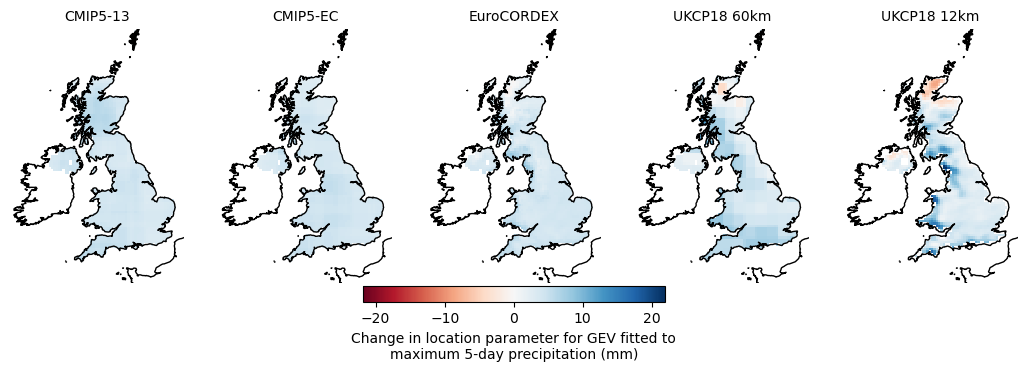 CMIP5-13 CMIP5-EC EuroCORDEX UKCP18 60km UKCP18 12km
−20 −10 0 10 20
Change in location parameter for GEV fitted to
maximum 5-day precipitation (mm)